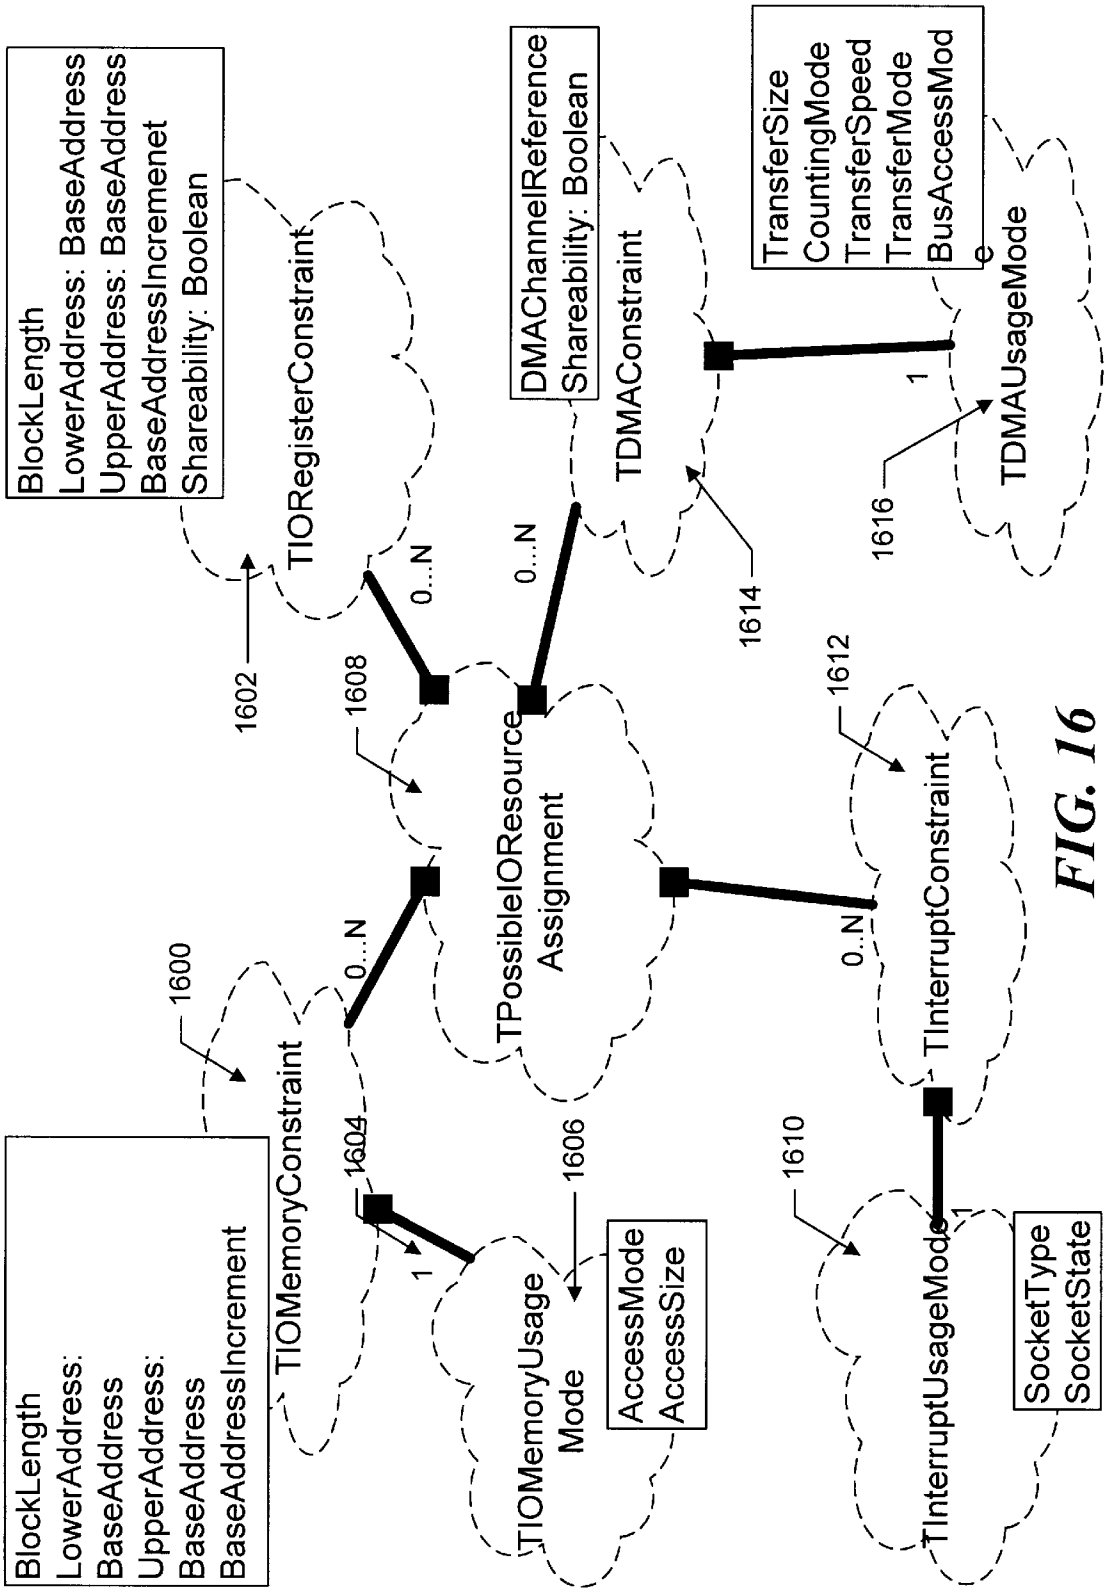 BlockLength
LowerAddress:
BaseAddress
UpperAddress:
BaseAddress
BaseAddressIncrement
TIOMemoryConstraint
1600
BlockLength
LowerAddress: BaseAddress
UpperAddress: BaseAddress
BaseAddressIncremenet
Shareability: Boolean
1602
TIORegisterConstraint
1604
1
0...N
1608
0...N
TIOMemoryUsage
Mode
1606
AccessMode
AccessSize
TPossibleIOResource
Assignment
0...N
DMAChannelReference
Shareability: Boolean
TDMAConstraint
1614
1610
0...N
1612
1616
1
TransferSize
CountingMode
TransferSpeed
TransferMode
BusAccessMod
e
TInterruptUsageMode
1
TInterruptConstraint
TDMAUsageMode
SocketType
SocketState
FIG. 16